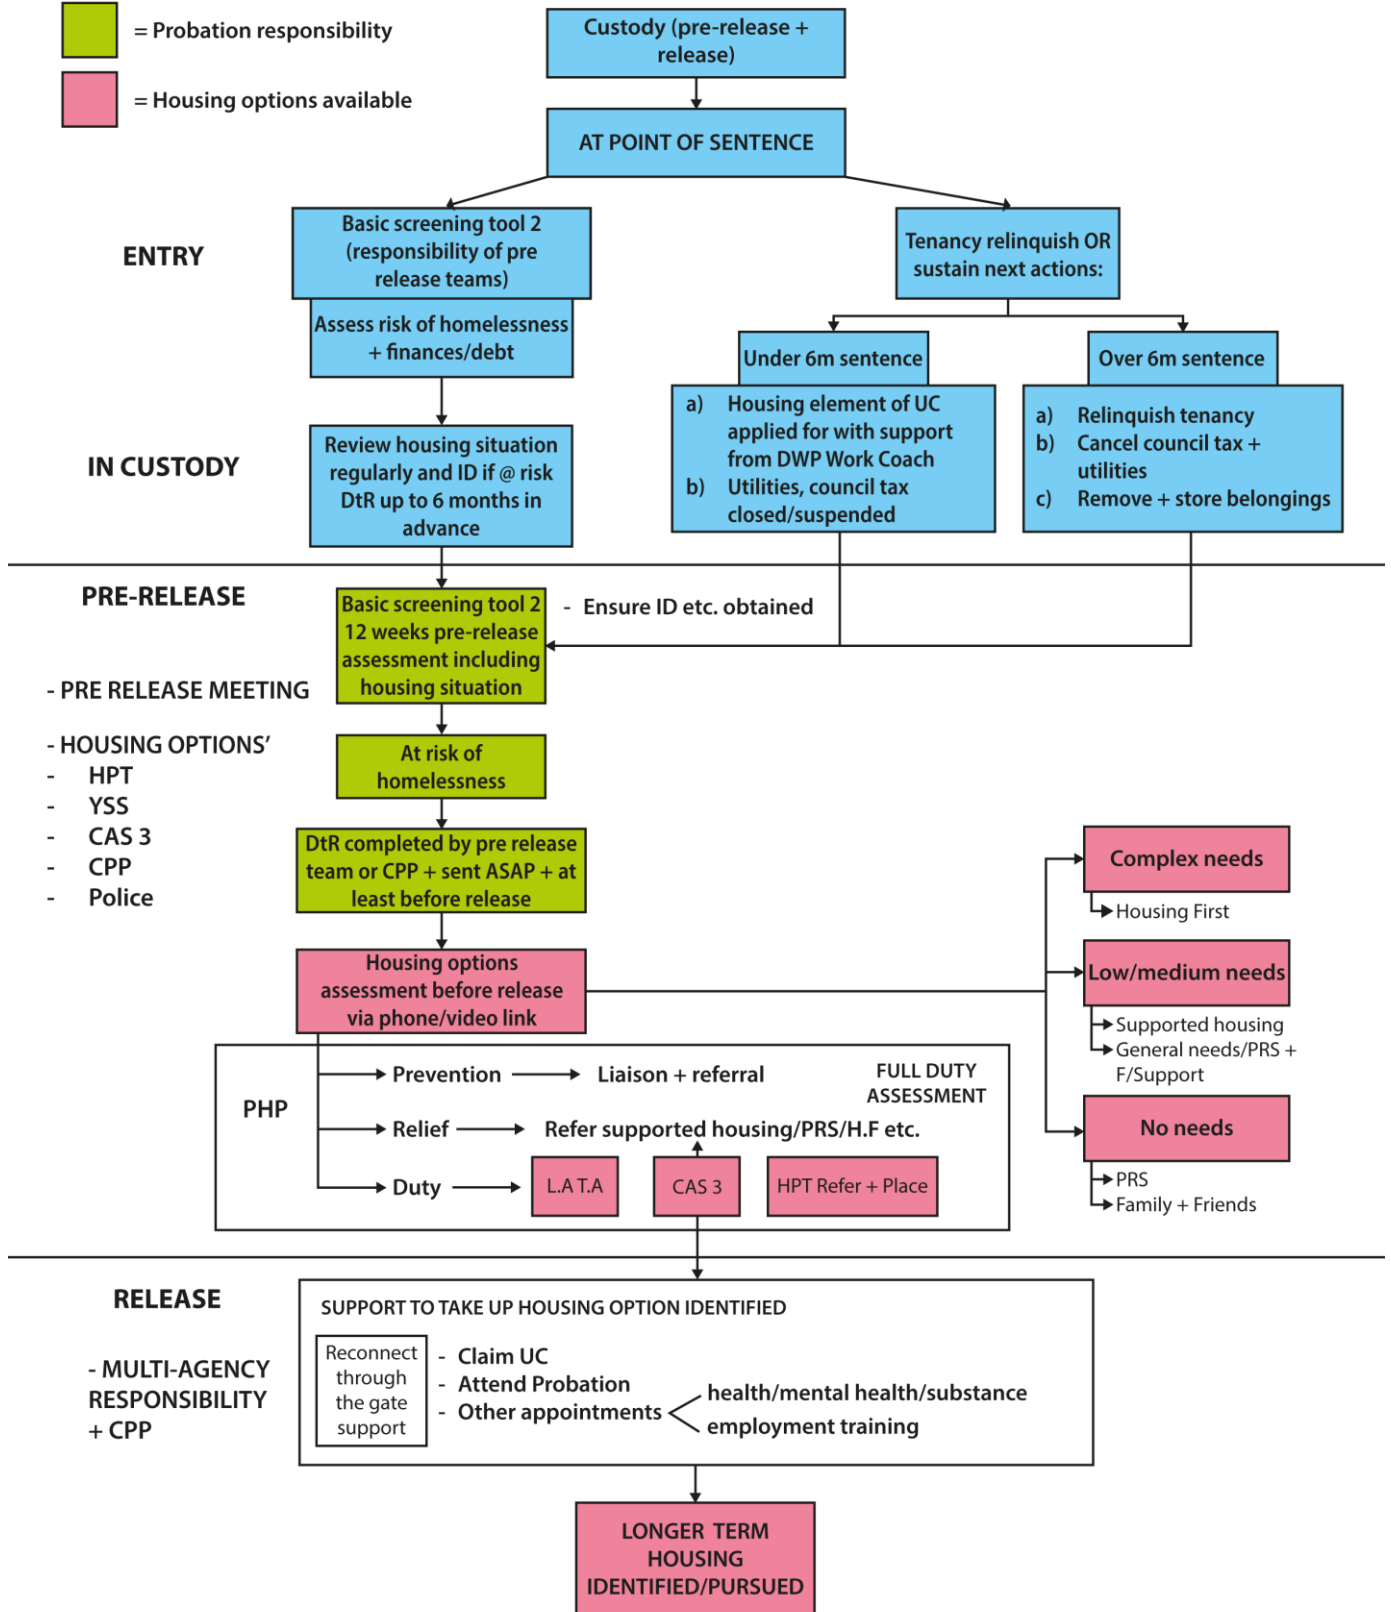 = Probation responsibility
= Housing options available
Custody (pre-release +
release)
AT POINT OF SENTENCE
ENTRY
Basic screening tool 2
(responsibility of pre
release teams)
Assess risk of homelessness
+ finances/debt
Tenancy relinquish OR
sustain next actions:
Under 6m sentence
a) Housing element of UC
applied for with support
from DWP Work Coach
b) Utilities, council tax
closed/suspended
Over 6m sentence
a) Relinquish tenancy
b) Cancel council tax +
utilities
c) Remove + store belongings
IN CUSTODY
Review housing situation
regularly and ID if @ risk
DtR up to 6 months in
advance
PRE-RELEASE
Basic screening tool 2
12 weeks pre-release
assessment including
housing situation
- Ensure ID etc. obtained
- PRE RELEASE MEETING
- HOUSING OPTIONS’
- HPT
- YSS
- CAS 3
- CPP
- Police
At risk of
homelessness
DtR completed by pre release
team or CPP + sent ASAP + at
least before release
Housing options
assessment before release
via phone/video link
Complex needs
Housing First
Low/medium needs
Supported housing
General needs/PRS +
F/Support
No needs
PRS
Family + Friends
PHP
Prevention
Liaison + referral
FULL DUTY
ASSESSMENT
Relief
Refer supported housing/PRS/H.F etc.
Duty
L.A T.A
CAS 3
HPT Refer + Place
RELEASE
- MULTI-AGENCY
RESPONSIBILITY
+ CPP
SUPPORT TO TAKE UP HOUSING OPTION IDENTIFIED
Reconnect
through
the gate
support
- Claim UC
- Attend Probation
- Other appointments
health/mental health/substance
employment training
LONGER TERM
HOUSING
IDENTIFIED/PURSUED